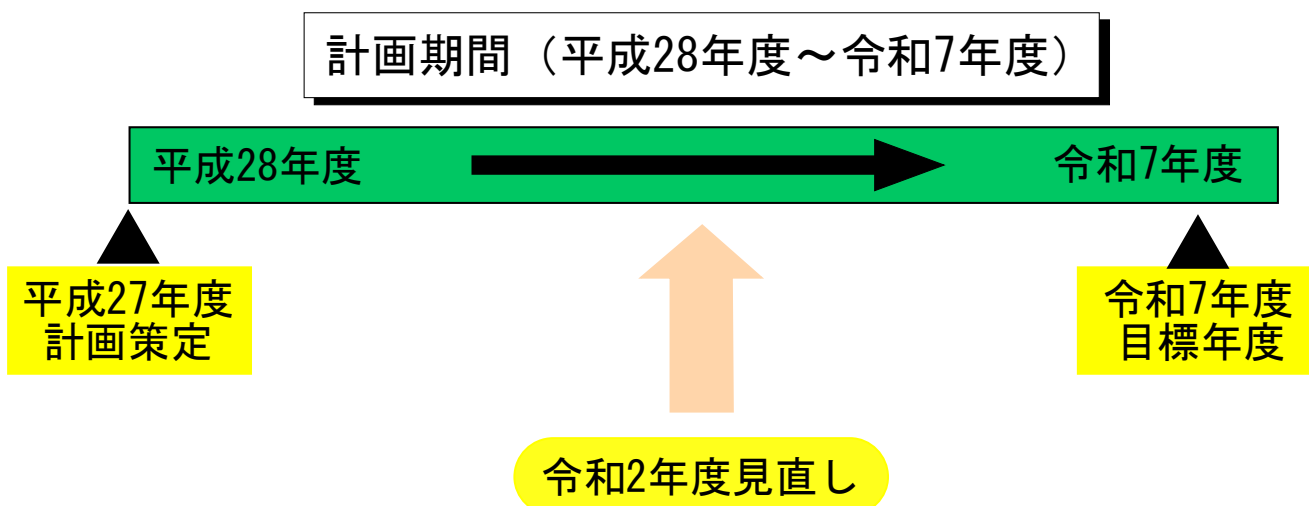 計画期間（平成28年度～令和7年度）
平成28年度
令和7年度
平成27年度
計画策定
令和7年度
目標年度
令和2年度見直し